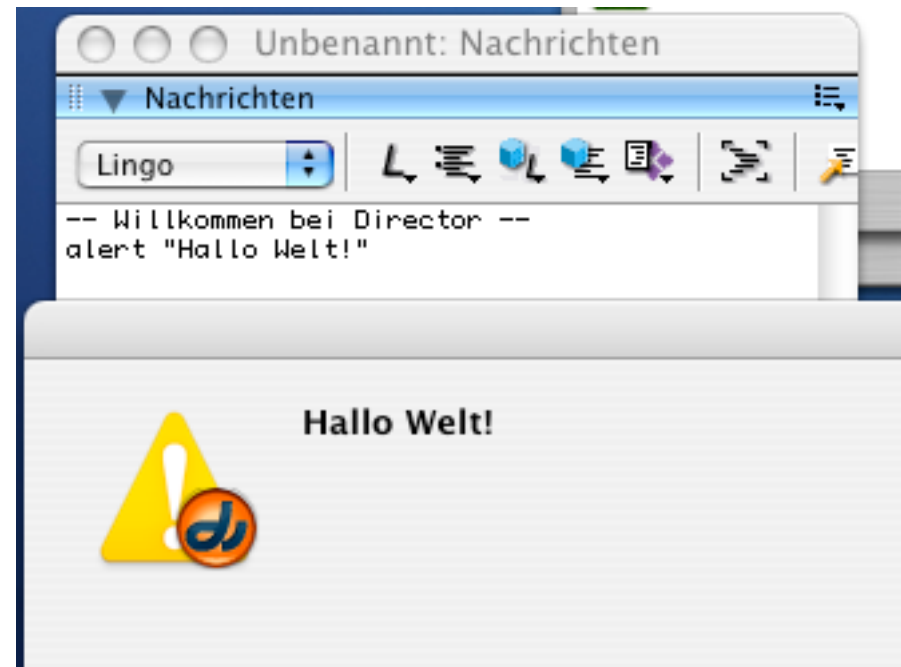 Unbenannt: Nachrichten
Nachrichten
Lingo
-- Willkommen bei Director --
alert "Hallo Welt!"
Hallo Welt!